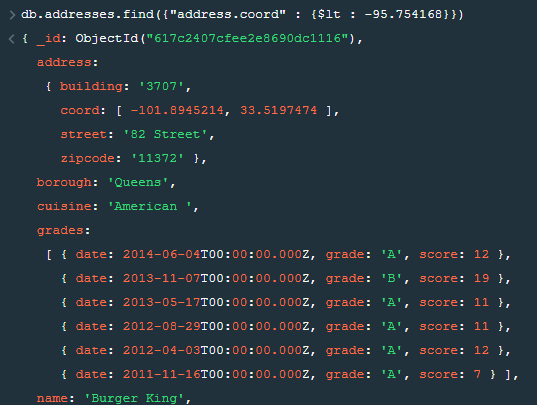 > db.addresses.find({"address.coord" : {$lt : -95.754168}})
< { _id: ObjectId("617c2407cfee2e8690dc1116"),
address:
{ building: '3707',
coord: [ -101.8945214, 33.5197474 ],
street: '82 Street',
zipcode: '11372' },
borough: 'Queens',
cuisine: 'American ',
grades:
[ { date: 2014-06-04T00:00:00.000Z, grade: 'A', score: 12 },
{ date: 2013-11-07T00:00:00.000Z, grade: 'B', score: 19 },
{ date: 2013-05-17T00:00:00.000Z, grade: 'A', score: 11 },
{ date: 2012-08-29T00:00:00.000Z, grade: 'A', score: 11 },
{ date: 2012-04-03T00:00:00.000Z, grade: 'A', score: 12 },
{ date: 2011-11-16T00:00:00.000Z, grade: 'A', score: 7 } ],
name: 'Burger King',